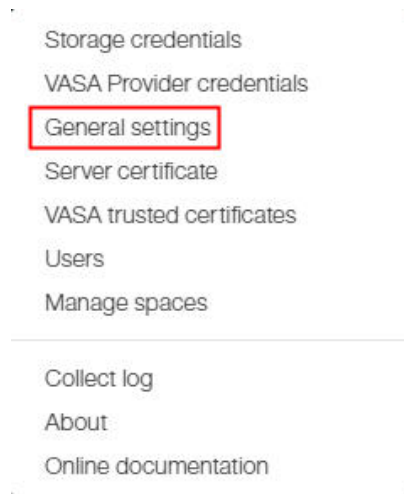 Storage credentials
VASA Provider credentials
General settings
Server certificate
VASA trusted certificates
Users
Manage spaces
Collect log
About
Online documentation